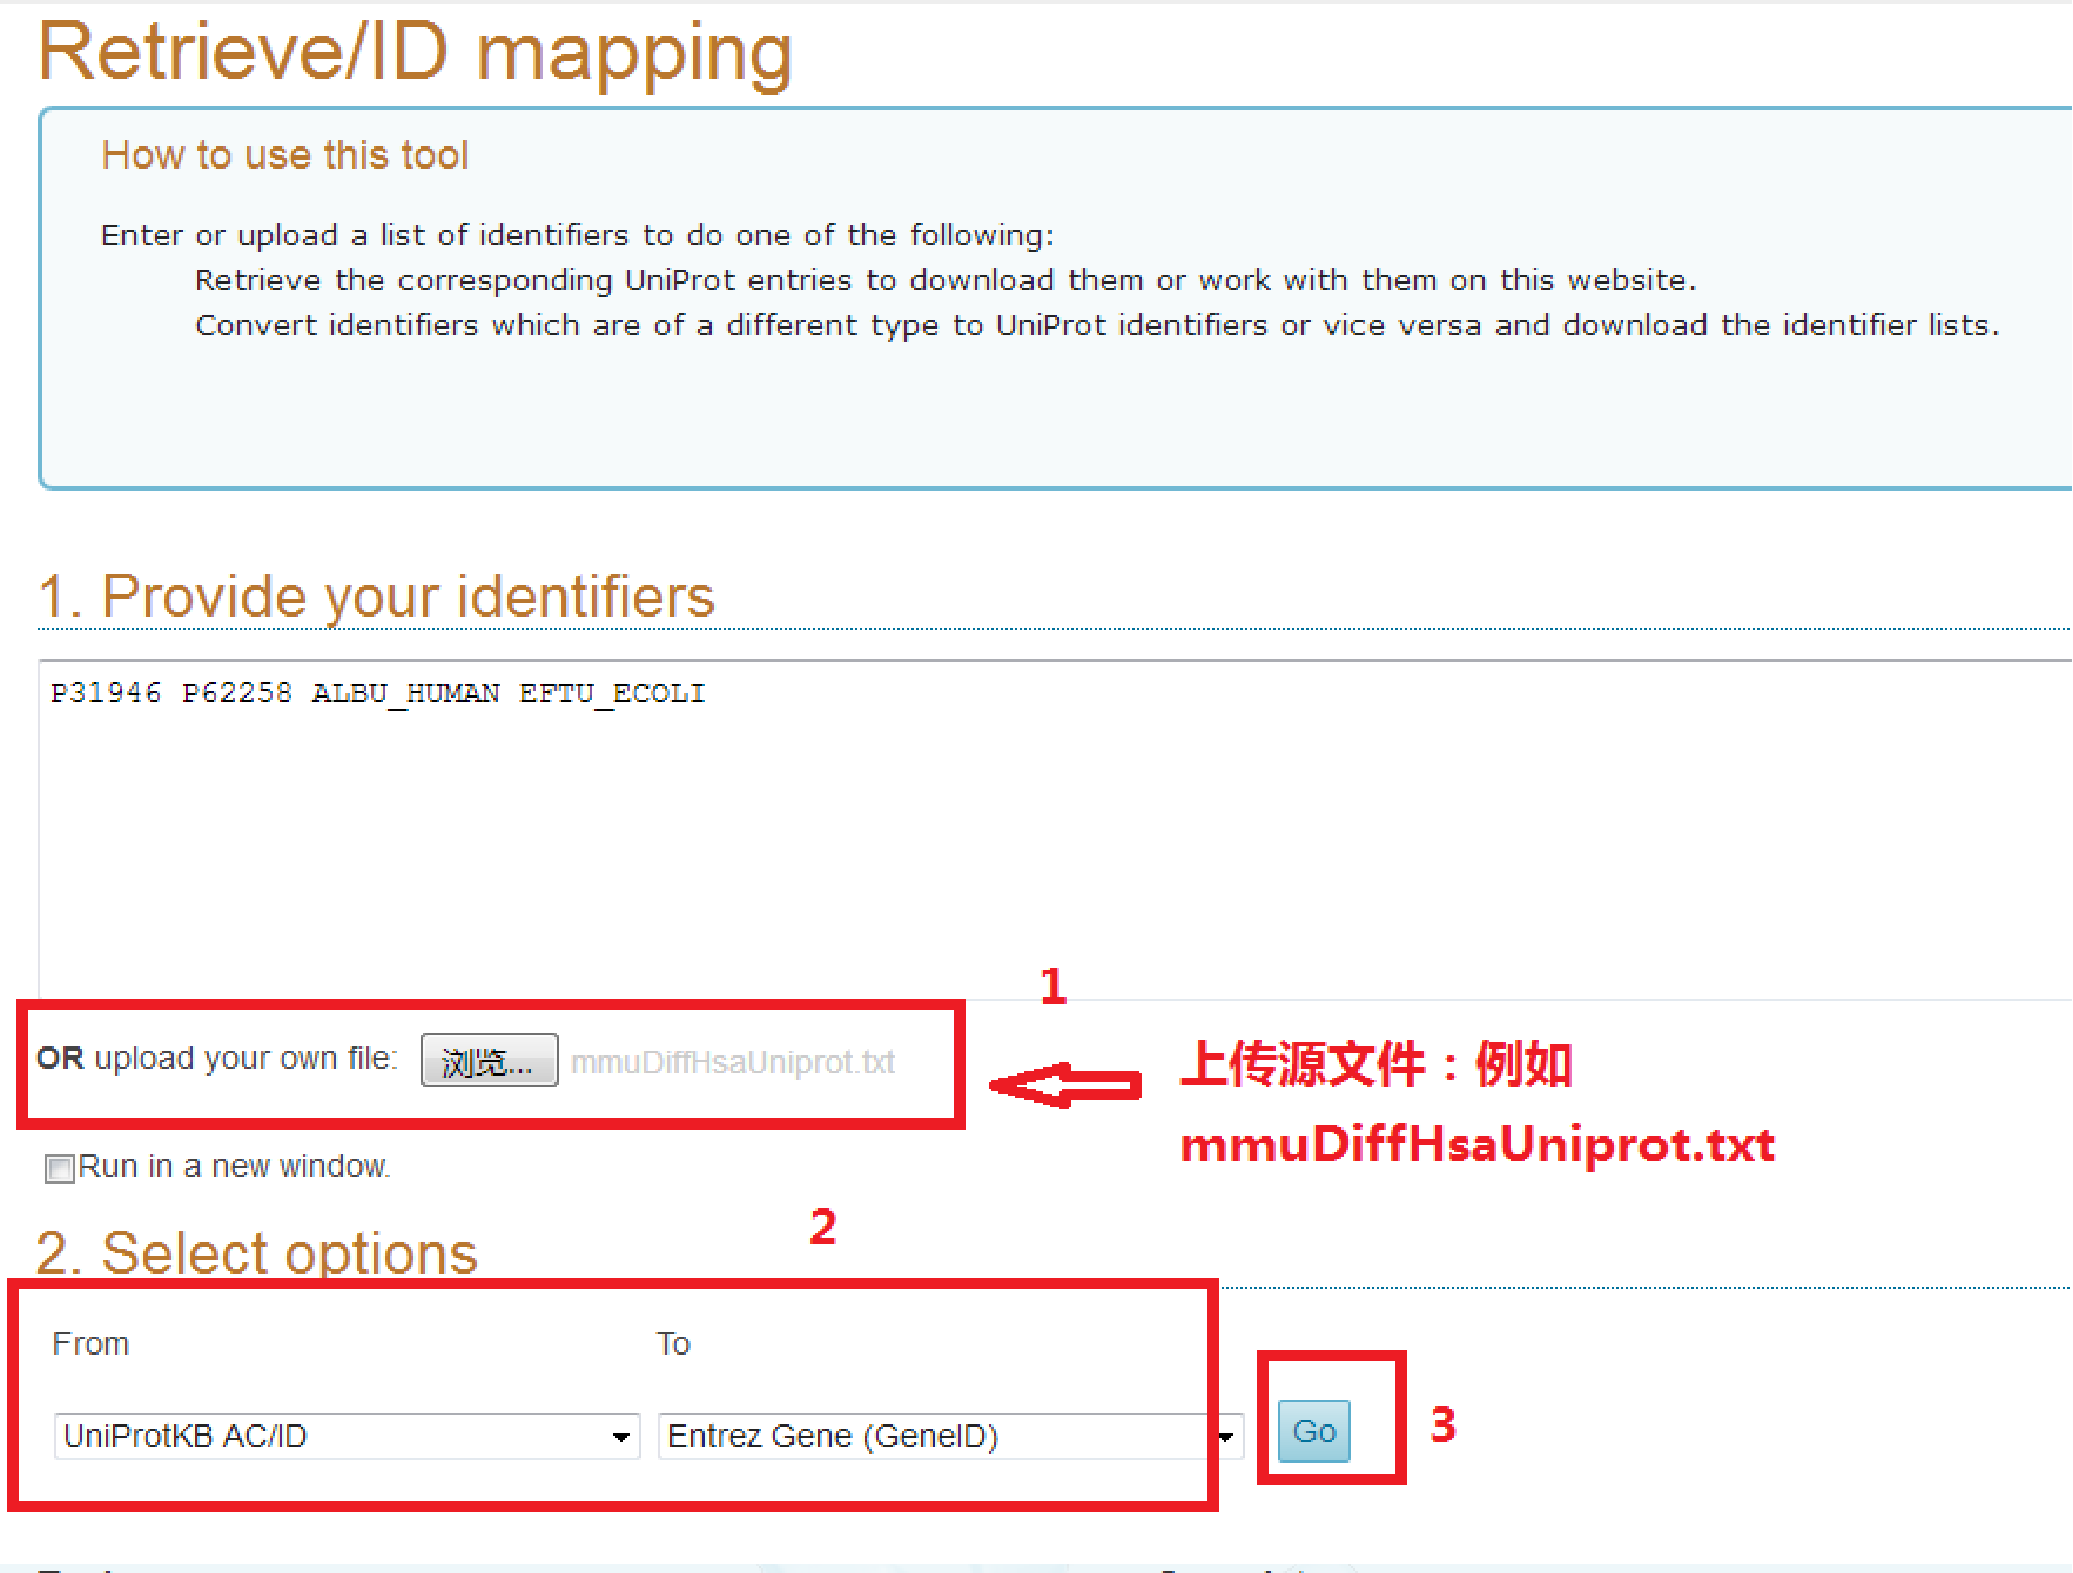 Retrieve/ID mapping
How to use this tool
Enter or upload a list of identifiers to do one of the following:
Retrieve the corresponding UniProt entries to download them or work with them on this website.
Convert identifiers which are of a different type to UniProt identifiers or vice versa and download the identifier lists.
1. Provide your identifiers
P31946 P62258 ALBU_HUMAN EFTU_ECOLI
1
OR upload your own file: 浏览... mmuDiffHsaUniprot.txt
上传源文件：例如
mmuDiffHsaUniprot.txt
Run in a new window.
2
2. Select options
From To
UniProtKB AC/ID Entrez Gene (GeneID) Go 3